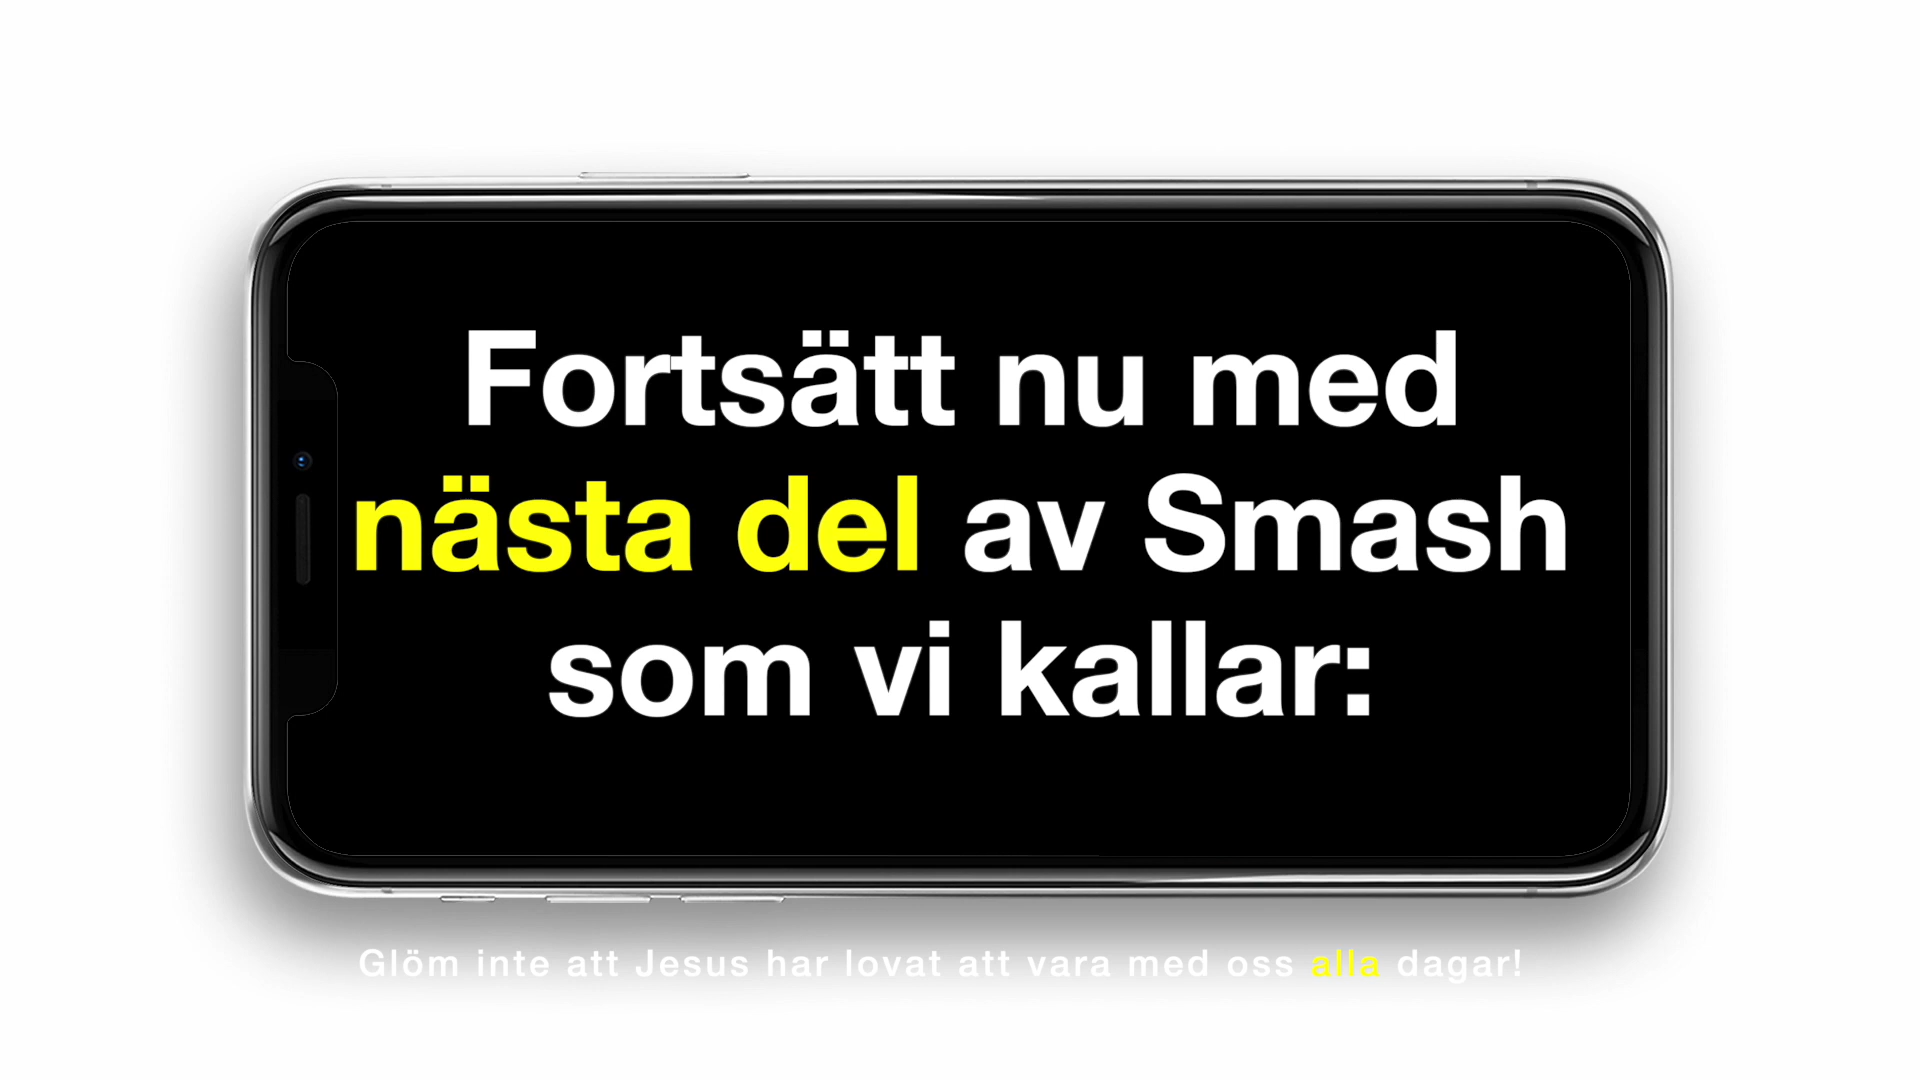 Fortsätt nu med
nästa del av Smash
som vi kallar:
Glöm inte att Jesus har lovat att vara med oss alla dagar!